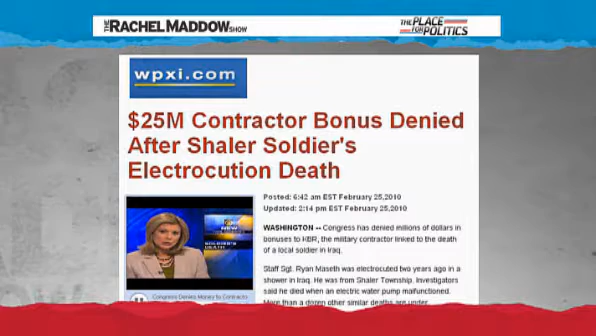 THE RACHEL MADDOW SHOW
THE PLACE
FOR POLITICS
wpxi.com
$25M Contractor Bonus Denied
After Shaler Soldier's
Electrocution Death
Posted: 6:42 am EST February 25,2010
Updated: 2:14 pm EST February 25,2010
WASHINGTON -- Congress has denied millions of dollars in
bonuses to KBR, the military contractor linked to the death
of a local soldier in Iraq.
Staff Sgt. Ryan Maseth was electrocuted two years ago in a
shower in Iraq. He was from Shaler Township. Investigators
said he died when an electric water pump malfunctioned.
More than a dozen other similar deaths are under
SOLDIER'S
DEATH
Congress Denies Money to Contracto